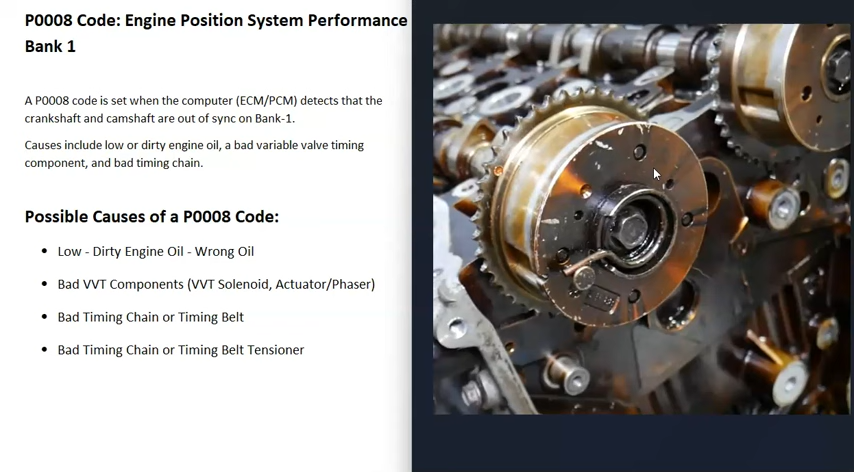 P0008 Code: Engine Position System Performance
Bank 1
A P0008 code is set when the computer (ECM/PCM) detects that the
crankshaft and camshaft are out of sync on Bank-1.
Causes include low or dirty engine oil, a bad variable valve timing
component, and bad timing chain.
Possible Causes of a P0008 Code:
Low - Dirty Engine Oil - Wrong Oil
Bad VVT Components (VVT Solenoid, Actuator/Phaser)
Bad Timing Chain or Timing Belt
Bad Timing Chain or Timing Belt Tensioner